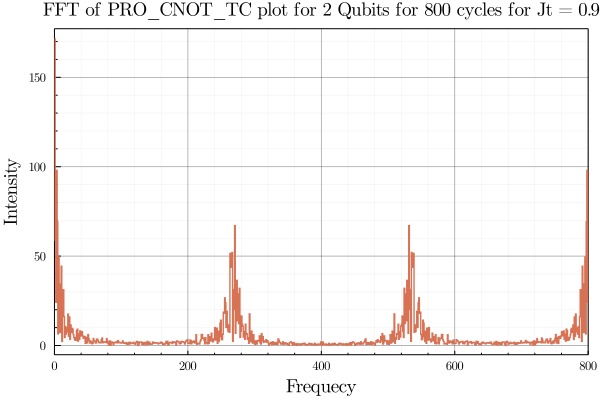 FFT of PRO_CNOT_TC plot for 2 Qubits for 800 cycles for Jt = 0.9
150
100
50
0
Intensity
0 200 400 600 800
Frequecy